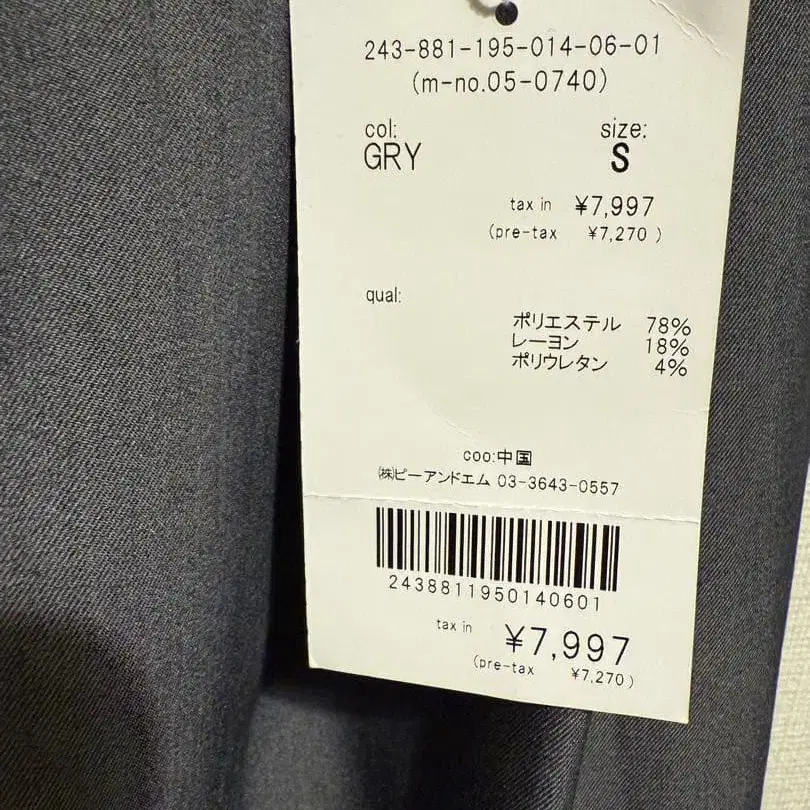 243-881-195-014-06-01
(m-no.05-0740)
col: size:
GRY S
tax in ¥7,997
(pre-tax ¥7,270 )
qual:
ポリエステル 78%
レーヨン 18%
ポリウレタン 4%
coo:中国
㈱ピーアンドエム 03-3643-0557
2438811950140601
tax in ¥7,997
(pre-tax ¥7,270 )